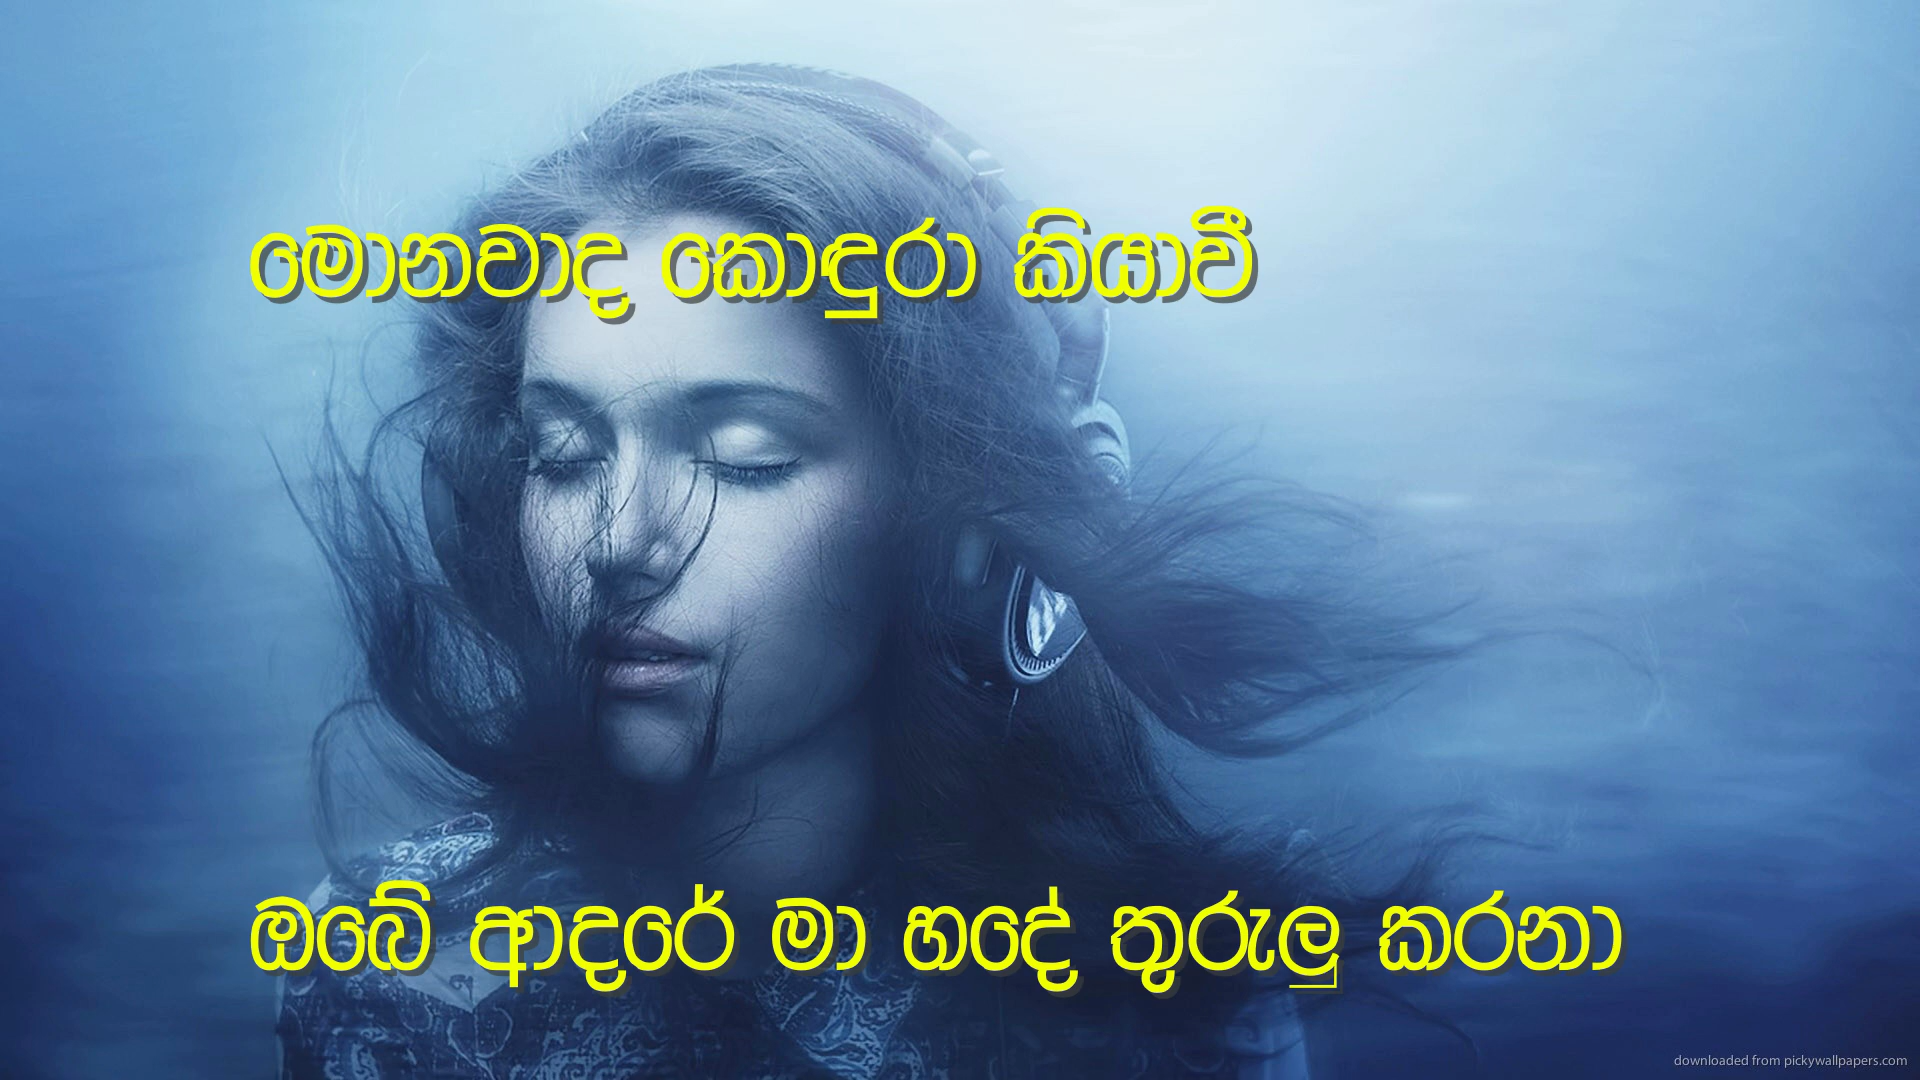 මොනවාද කොඳුරා කියාවී
ඔබේ ආදරේ මා හදේ තුරුලු කරනා
downloaded from pickywallpapers.com